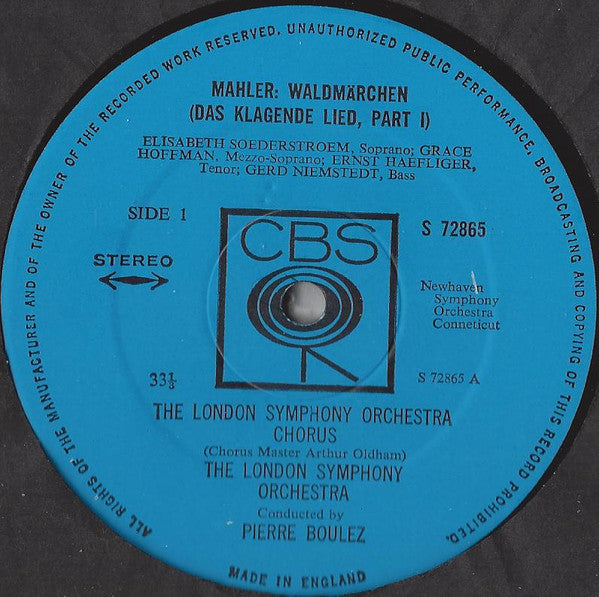 ALL RIGHTS OF THE MANUFACTURER AND OF THE OWNER OF THE RECORDED WORK RESERVED. UNAUTHORIZED PUBLIC PERFORMANCE, BROADCASTING AND COPYING OF THIS RECORD PROHIBITED.
MAHLER: WALDMÄRCHEN
(DAS KLAGENDE LIED, PART I)
ELISABETH SOEDERSTROEM, Soprano; GRACE
HOFFMAN, Mezzo-Soprano; ERNST HAEFLIGER,
Tenor; GERD NIEMSTEDT, Bass
SIDE 1
CBS
S 72865
STEREO
Newhaven
Symphony
Orchestra
Conneticut
33⅓
S 72865 A
THE LONDON SYMPHONY ORCHESTRA
CHORUS
(Chorus Master Arthur Oldham)
THE LONDON SYMPHONY
ORCHESTRA
Conducted by
PIERRE BOULEZ
MADE IN ENGLAND